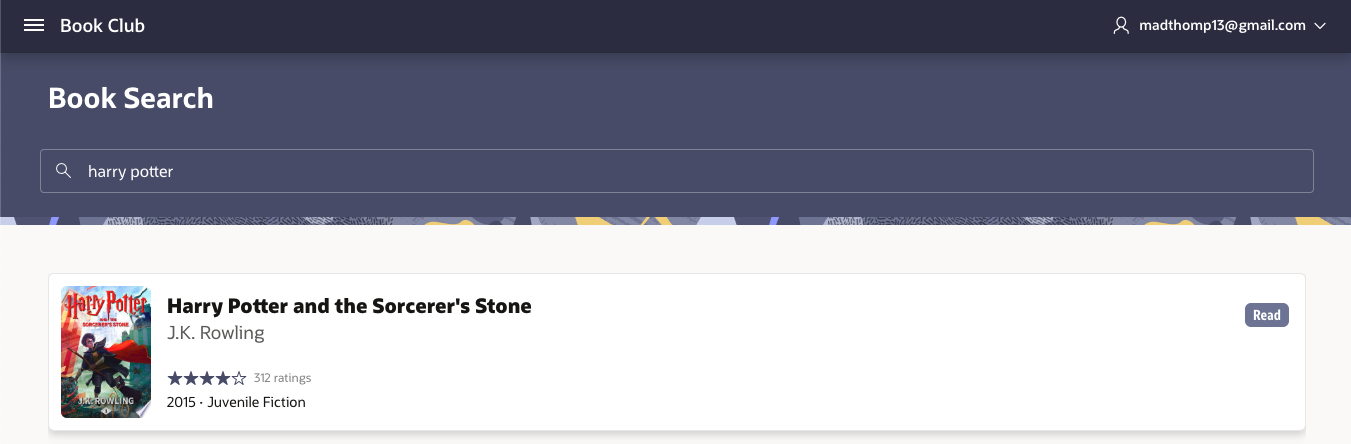 Book Club
madthomp13@gmail.com
Book Search
harry potter
Harry Potter
AND THE
SORCERER'S STONE
J.K. ROWLING
Harry Potter and the Sorcerer's Stone
J.K. Rowling
Read
312 ratings
2015 · Juvenile Fiction